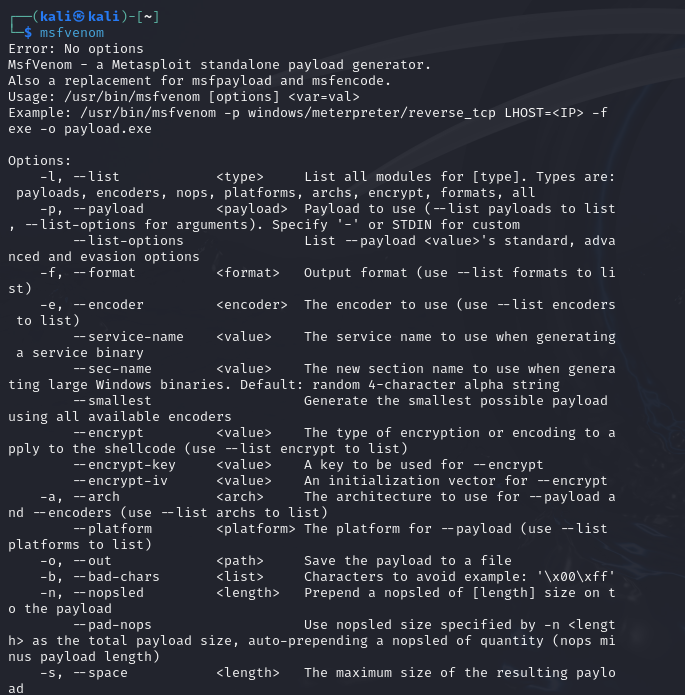 ┌──(kali㉿kali)-[~]
└─$ msfvenom
Error: No options
MsfVenom - a Metasploit standalone payload generator.
Also a replacement for msfpayload and msfencode.
Usage: /usr/bin/msfvenom [options] <var=val>
Example: /usr/bin/msfvenom -p windows/meterpreter/reverse_tcp LHOST=<IP> -f
exe -o payload.exe

Options:
    -l, --list            <type>     List all modules for [type]. Types are:
 payloads, encoders, nops, platforms, archs, encrypt, formats, all
    -p, --payload         <payload>  Payload to use (--list payloads to list
, --list-options for arguments). Specify '-' or STDIN for custom
        --list-options               List --payload <value>'s standard, adva
nced and evasion options
    -f, --format          <format>   Output format (use --list formats to li
st)
    -e, --encoder         <encoder>  The encoder to use (use --list encoders
 to list)
        --service-name    <value>    The service name to use when generating
 a service binary
        --sec-name        <value>    The new section name to use when genera
ting large Windows binaries. Default: random 4-character alpha string
        --smallest                   Generate the smallest possible payload
using all available encoders
        --encrypt         <value>    The type of encryption or encoding to a
pply to the shellcode (use --list encrypt to list)
        --encrypt-key     <value>    A key to be used for --encrypt
        --encrypt-iv      <value>    An initialization vector for --encrypt
    -a, --arch            <arch>     The architecture to use for --payload a
nd --encoders (use --list archs to list)
        --platform        <platform> The platform for --payload (use --list
platforms to list)
    -o, --out             <path>     Save the payload to a file
    -b, --bad-chars       <list>     Characters to avoid example: '\x00\xff'
    -n, --nopsled         <length>   Prepend a nopsled of [length] size on t
o the payload
        --pad-nops                   Use nopsled size specified by -n <lengt
h> as the total payload size, auto-prepending a nopsled of quantity (nops mi
nus payload length)
    -s, --space           <length>   The maximum size of the resulting paylo
ad